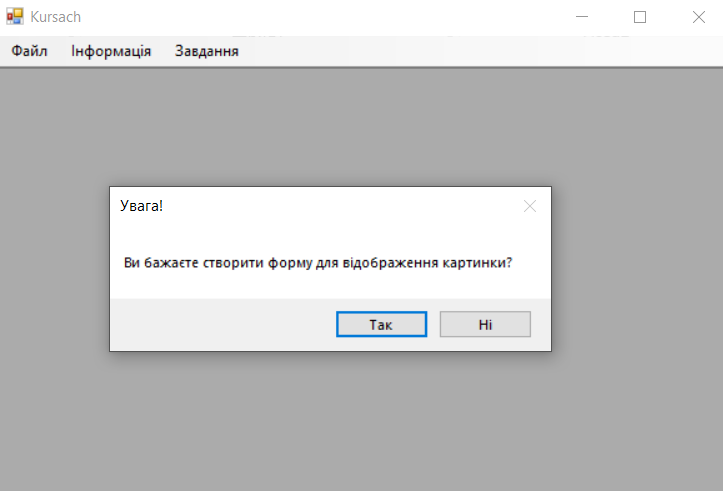 Kursach
Файл Інформація Завдання
Увага!
Ви бажаєте створити форму для відображення картинки?
Так Ні